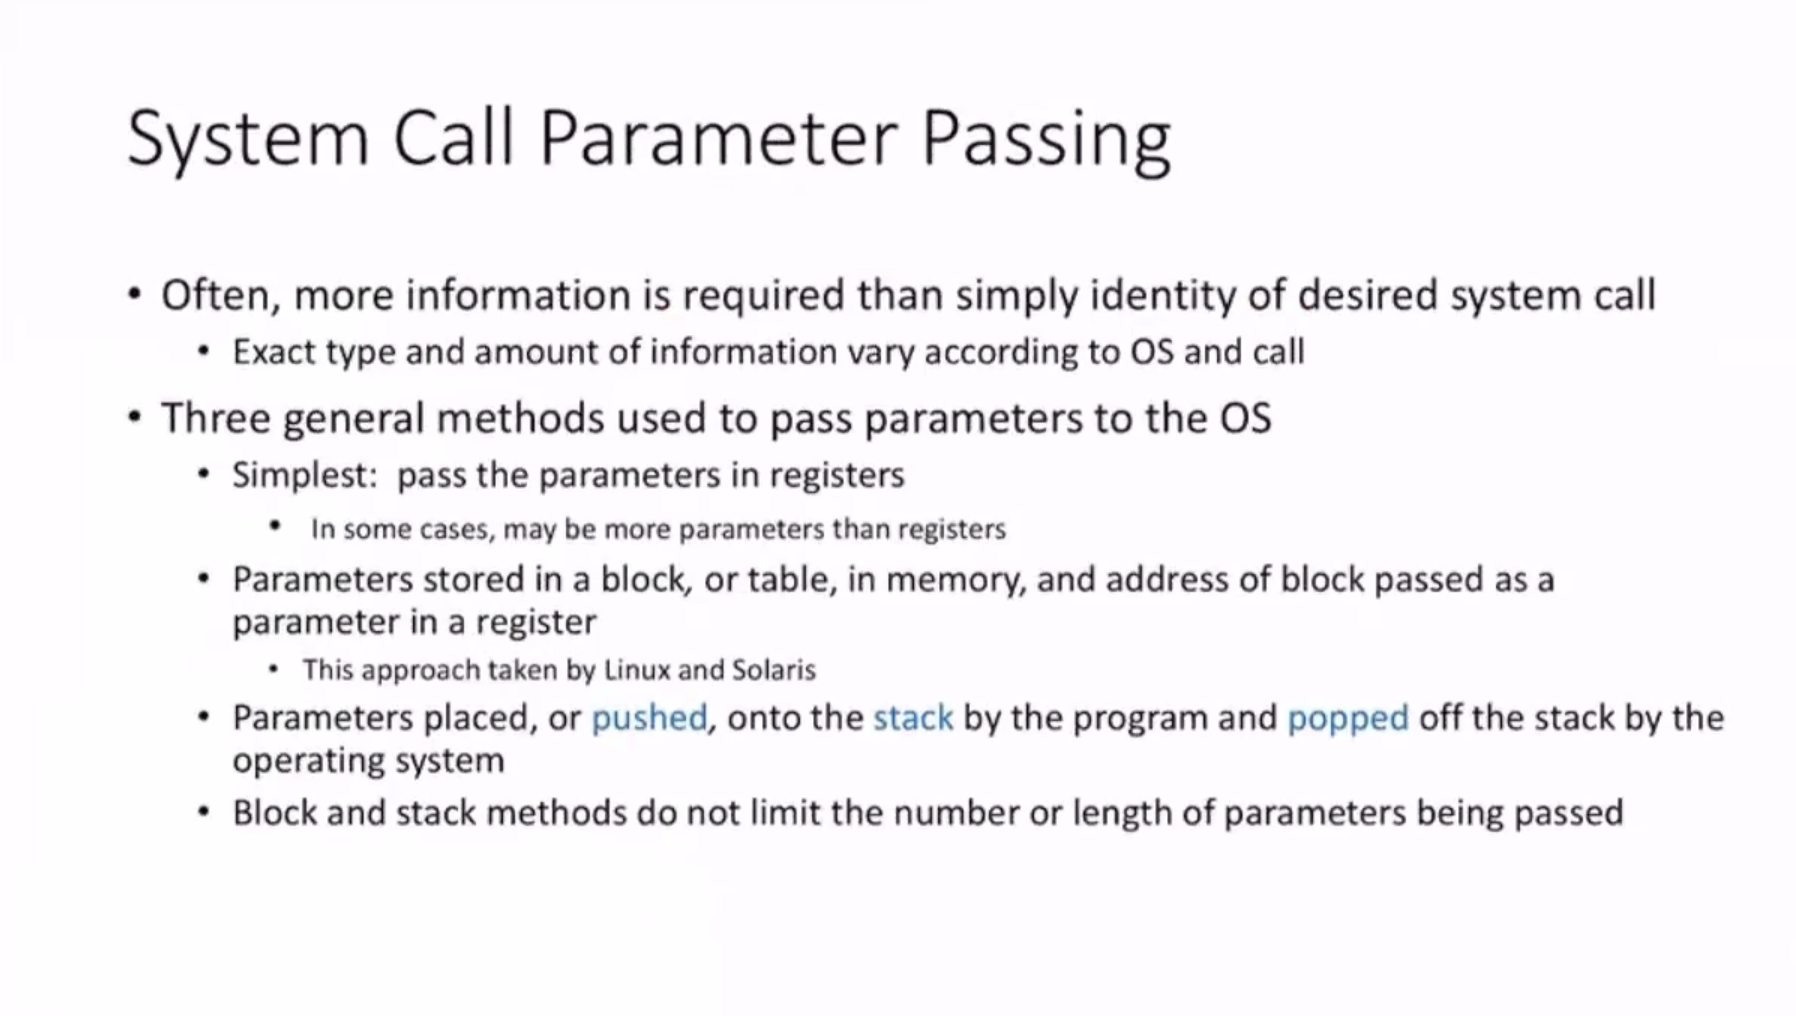 System Call Parameter Passing
• Often, more information is required than simply identity of desired system call
• Exact type and amount of information vary according to OS and call
• Three general methods used to pass parameters to the OS
• Simplest:  pass the parameters in registers
• In some cases, may be more parameters than registers
• Parameters stored in a block, or table, in memory, and address of block passed as a
parameter in a register
• This approach taken by Linux and Solaris
• Parameters placed, or pushed, onto the stack by the program and popped off the stack by the
operating system
• Block and stack methods do not limit the number or length of parameters being passed